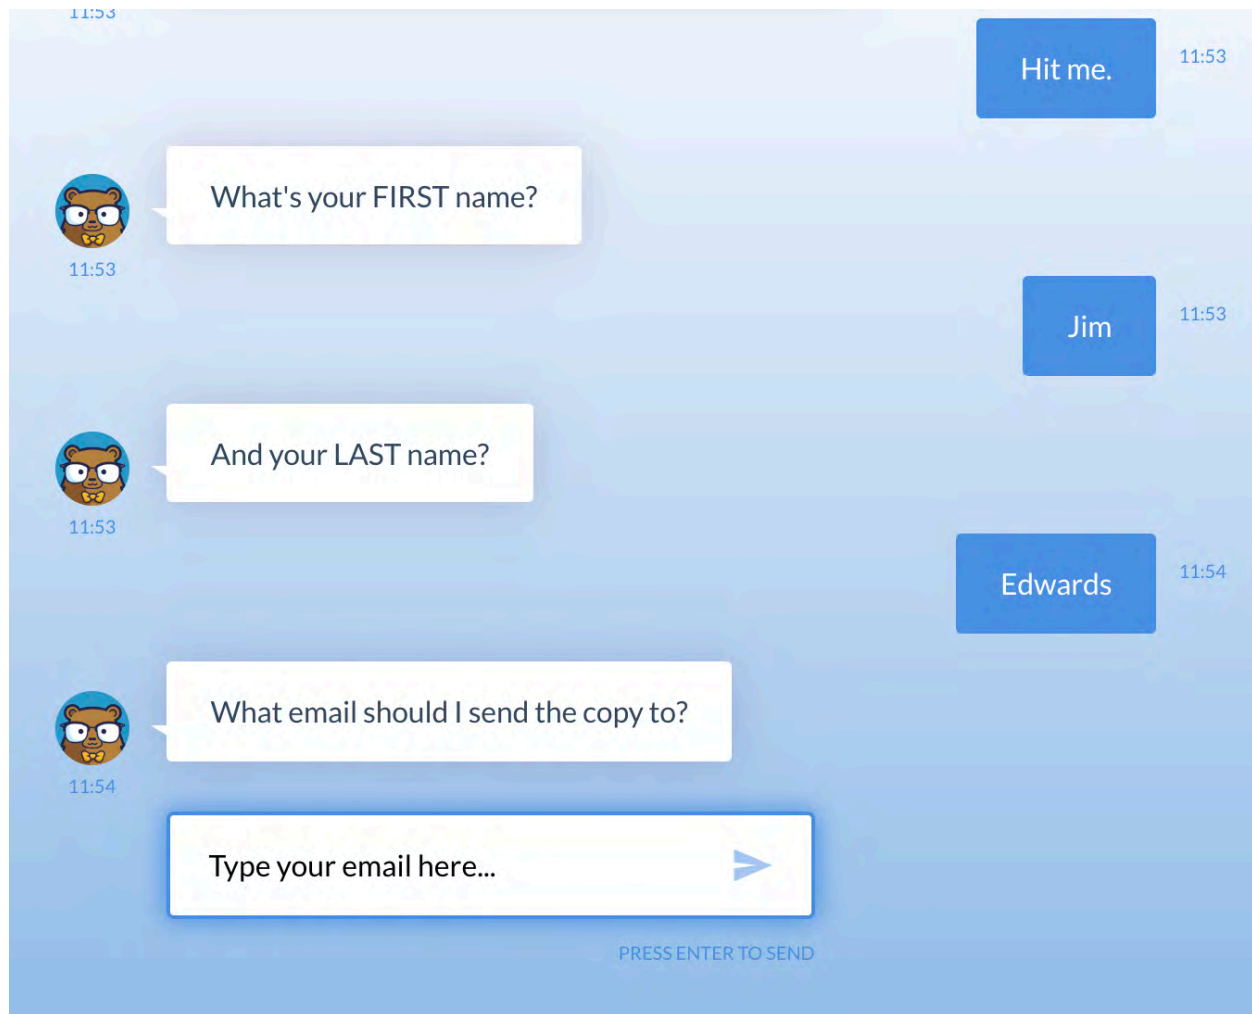 11:53
Hit me.
11:53
What's your FIRST name?
11:53
Jim
11:53
And your LAST name?
11:53
Edwards
11:54
What email should I send the copy to?
11:54
Type your email here...
PRESS ENTER TO SEND